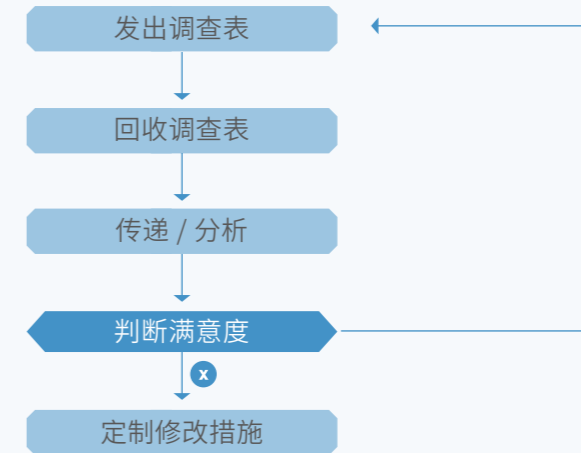 发出调查表
回收调查表
传递 / 分析
判断满意度
x
定制修改措施